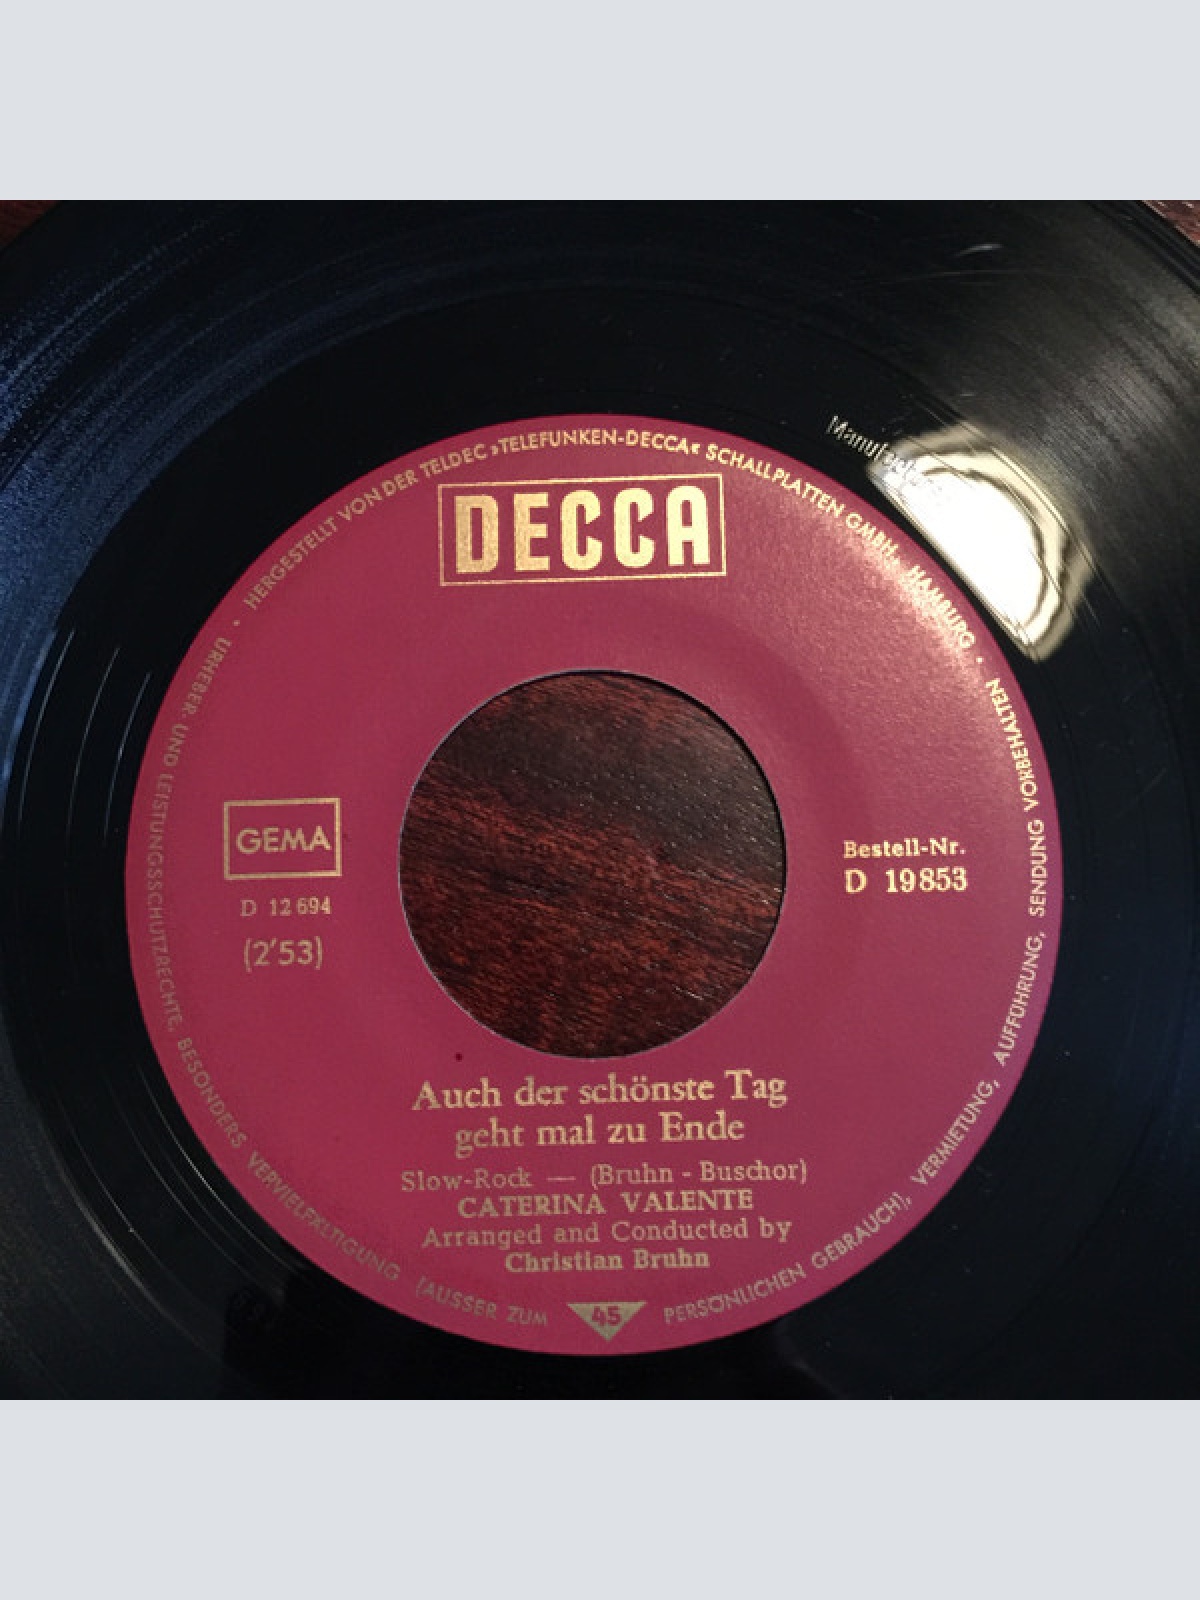 HERGESTELLT VON DER TELDEC »TELEFUNKEN-DECCA« SCHALLPLATTEN GMBH. HAMBURG •
URHEBER- UND LEISTUNGSSCHUTZRECHTE, BESONDERS VERVIELFÄLTIGUNG (AUSSER ZUM PERSÖNLICHEN GEBRAUCH), VERMIETUNG, AUFFÜHRUNG, SENDUNG VORBEHALTEN •
DECCA
GEMA
D 12 694
(2'53)
Bestell-Nr.
D 19 853
Auch der schönste Tag
geht mal zu Ende
Slow-Rock — (Bruhn - Buschor)
CATERINA VALENTE
Arranged and Conducted by
Christian Bruhn
45